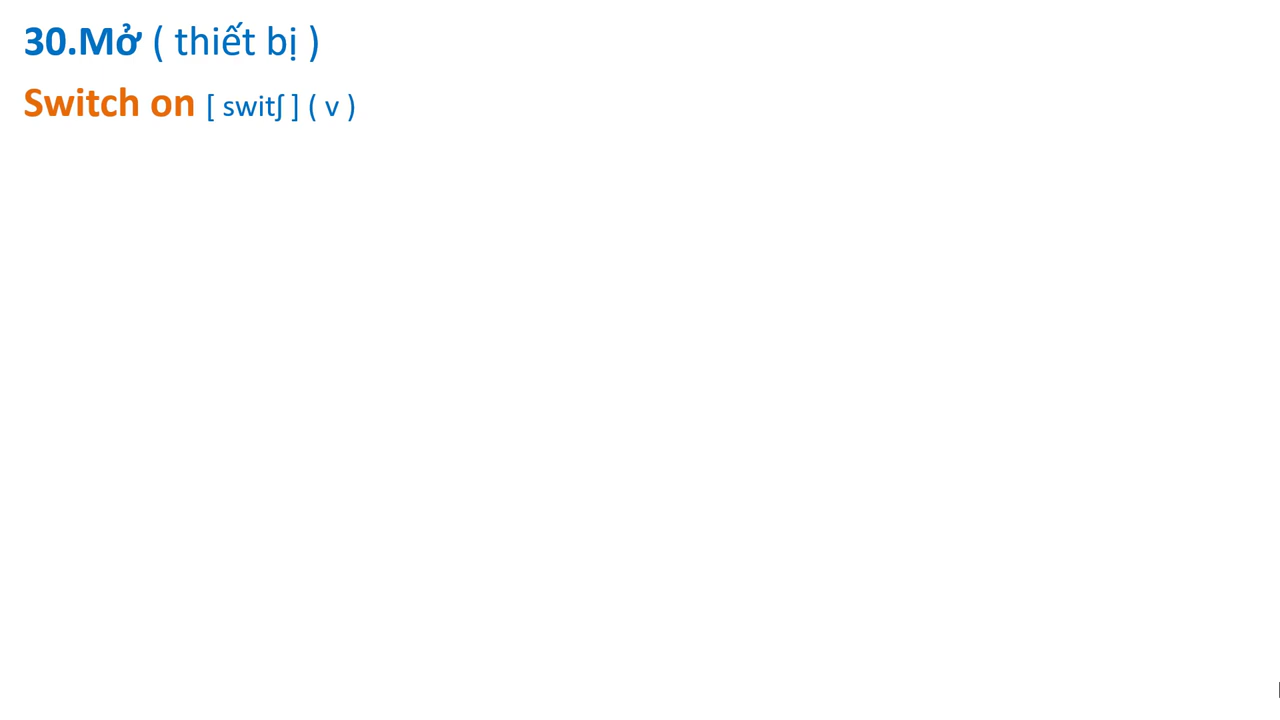 30.Mở ( thiết bị )
Switch on [ switʃ ] ( v )